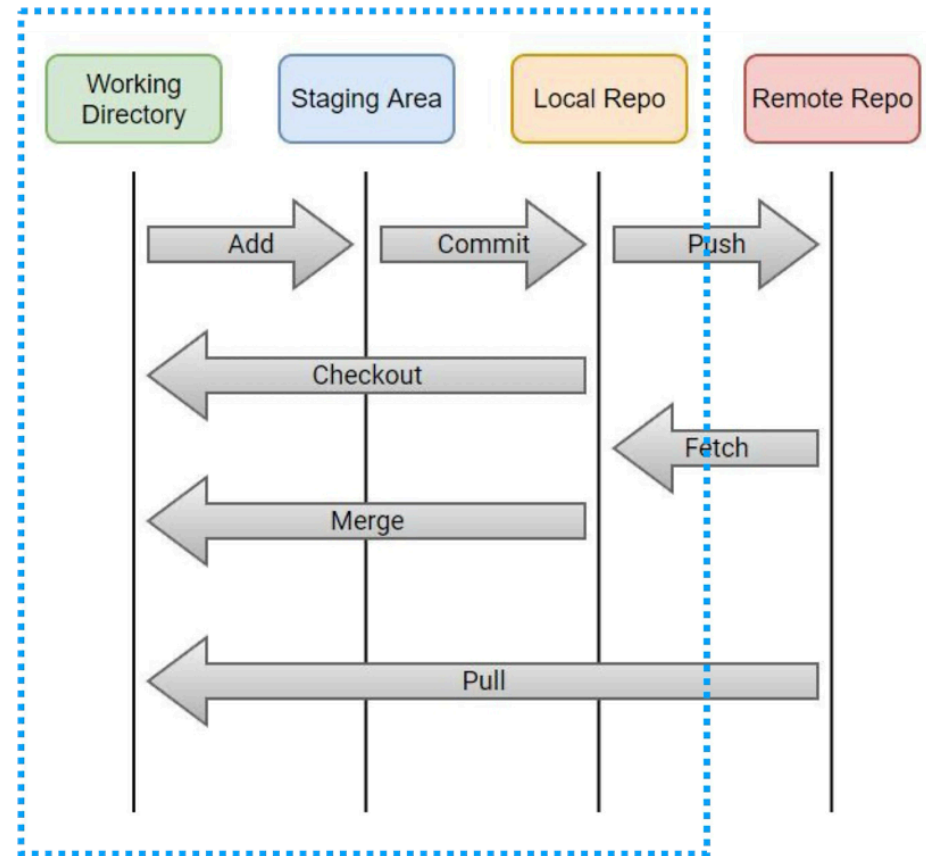 Working
Directory
Staging Area
Local Repo
Remote Repo
Add
Commit
Push
Checkout
Fetch
Merge
Pull